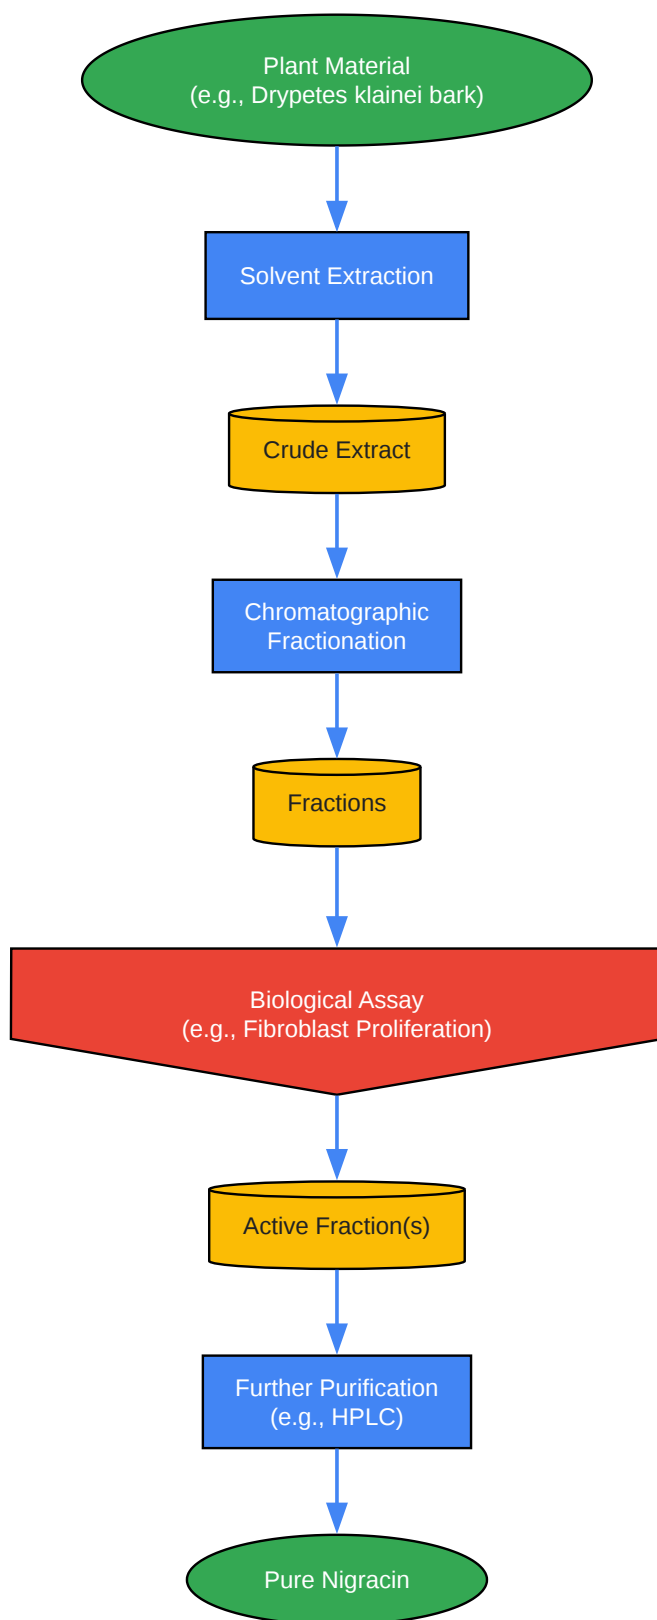 Plant Material
(e.g., Drypetes klainei bark)
Solvent Extraction
Crude Extract
Chromatographic
Fractionation
Fractions
Biological Assay
(e.g., Fibroblast Proliferation)
Active Fraction(s)
Further Purification
(e.g., HPLC)
Pure Nigracin